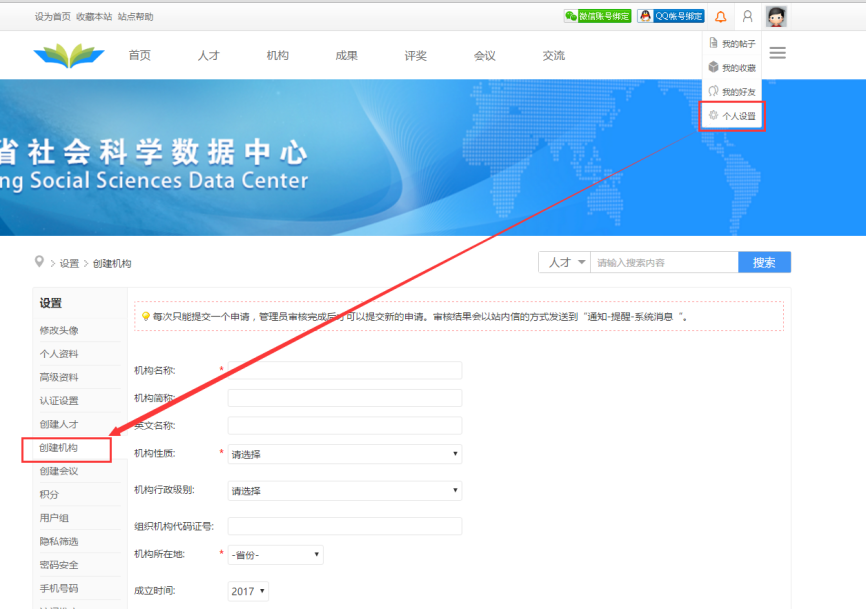 设为首页 收藏本站 站点帮助
微信账号绑定 QQ帐号绑定
首页 人才 机构 成果 评奖 会议 交流
我的帖子
我的收藏
我的好友
个人设置
省社会科学数据中心
ng Social Sciences Data Center
> 设置 > 创建机构
人才 请输入搜索内容 搜索
设置
修改头像
个人资料
高级资料
认证设置
创建人才
创建机构
创建会议
积分
用户组
隐私筛选
密码安全
手机号码
每次只能提交一个申请，管理员审核完成后才可以提交新的申请。审核结果会以站内信的方式发送到“通知-提醒-系统消息 ”。
机构名称: *
机构简称:
英文名称:
机构性质: * 请选择
机构行政级别: 请选择
组织机构代码证号:
机构所在地: * -省份-
成立时间: 2017